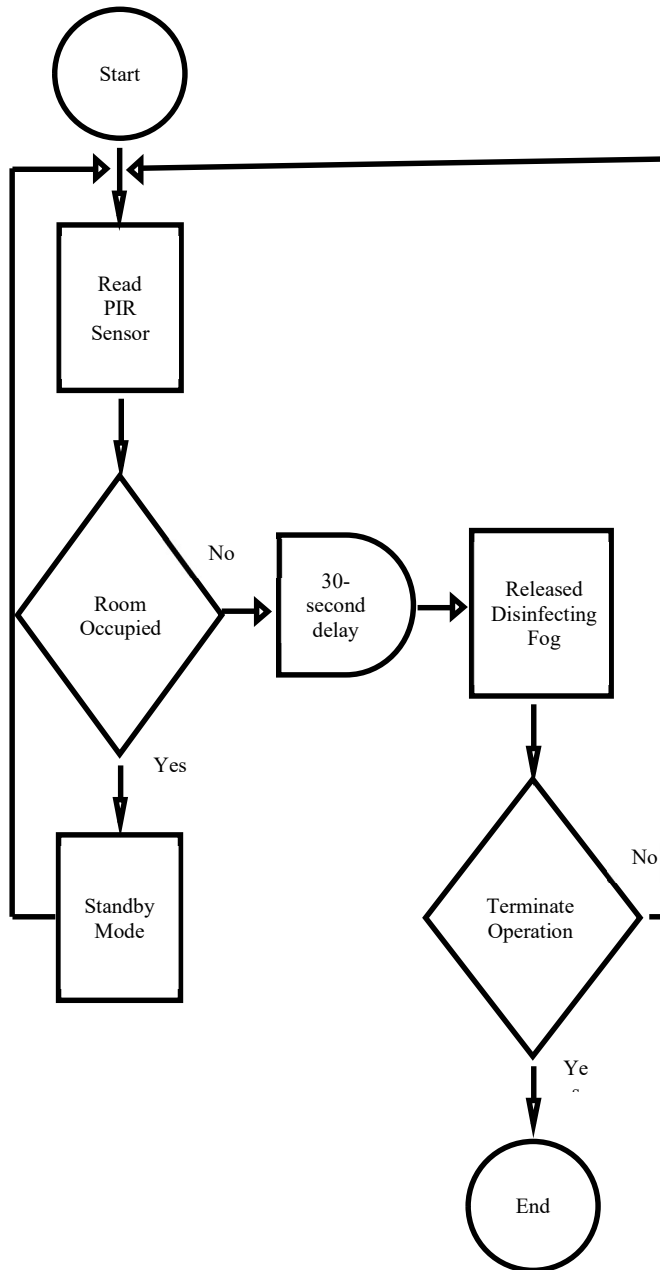 Start
Read
PIR
Sensor
Room
Occupied
No
30-
second
delay
Released
Disinfecting
Fog
Yes
Standby
Mode
Terminate
Operation
No
Ye
End